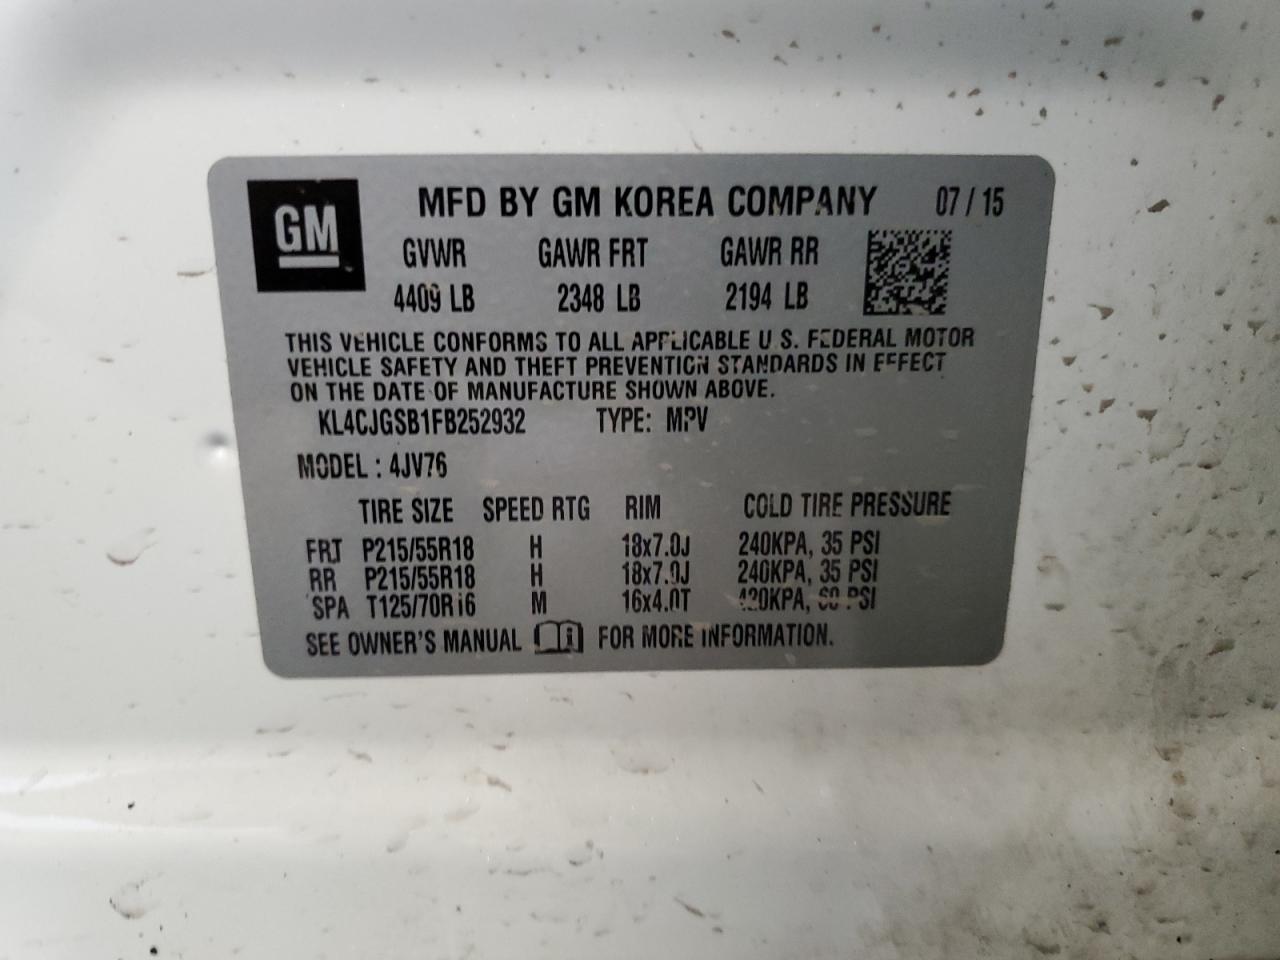 GM MFD BY GM KOREA COMPANY 07/15
GVWR GAWR FRT GAWR RR
4409 LB 2348 LB 2194 LB
THIS VEHICLE CONFORMS TO ALL APPLICABLE U.S. FEDERAL MOTOR
VEHICLE SAFETY AND THEFT PREVENTION STANDARDS IN EFFECT
ON THE DATE OF MANUFACTURE SHOWN ABOVE.
KL4CJGSB1FB252932 TYPE: MPV
MODEL: 4JV76
TIRE SIZE SPEED RTG RIM COLD TIRE PRESSURE
FRT P215/55R18 H 18x7.0J 240KPA, 35 PSI
RR P215/55R18 H 18x7.0J 240KPA, 35 PSI
SPA T125/70R16 M 16x4.0T 420KPA, 60 PSI
SEE OWNER'S MANUAL FOR MORE INFORMATION.